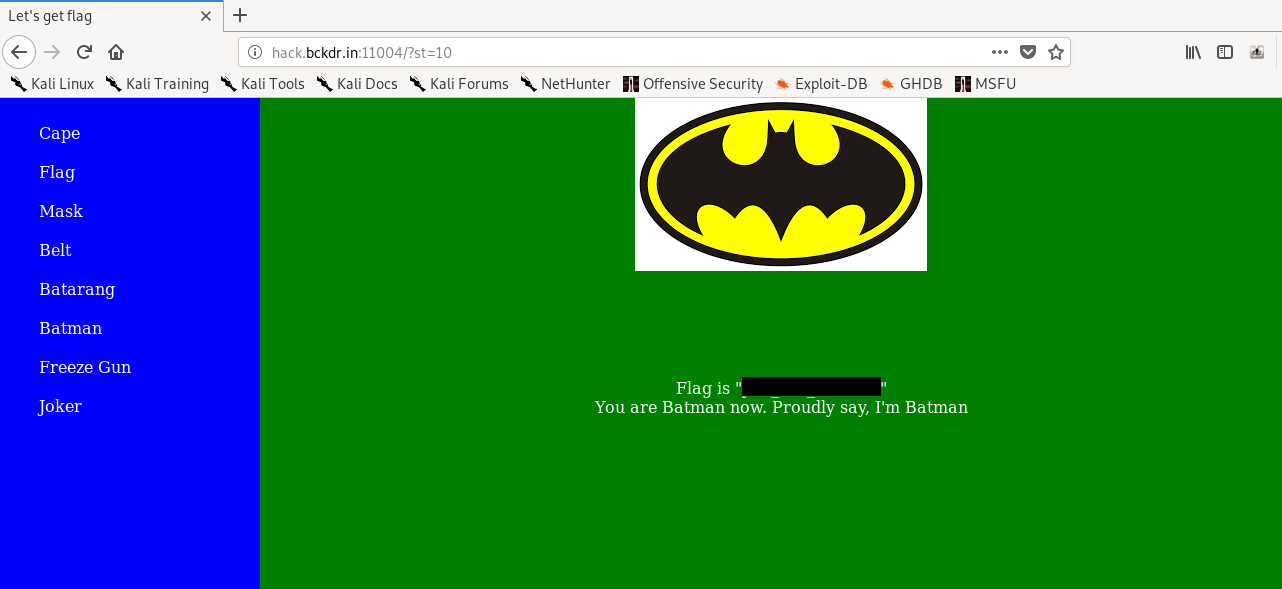 Let's get flag
hack.bckdr.in:11004/?st=10
Kali Linux Kali Training Kali Tools Kali Docs Kali Forums NetHunter Offensive Security Exploit-DB GHDB MSFU
Cape
Flag
Mask
Belt
Batarang
Batman
Freeze Gun
Joker
Flag is "
"
You are Batman now. Proudly say, I'm Batman